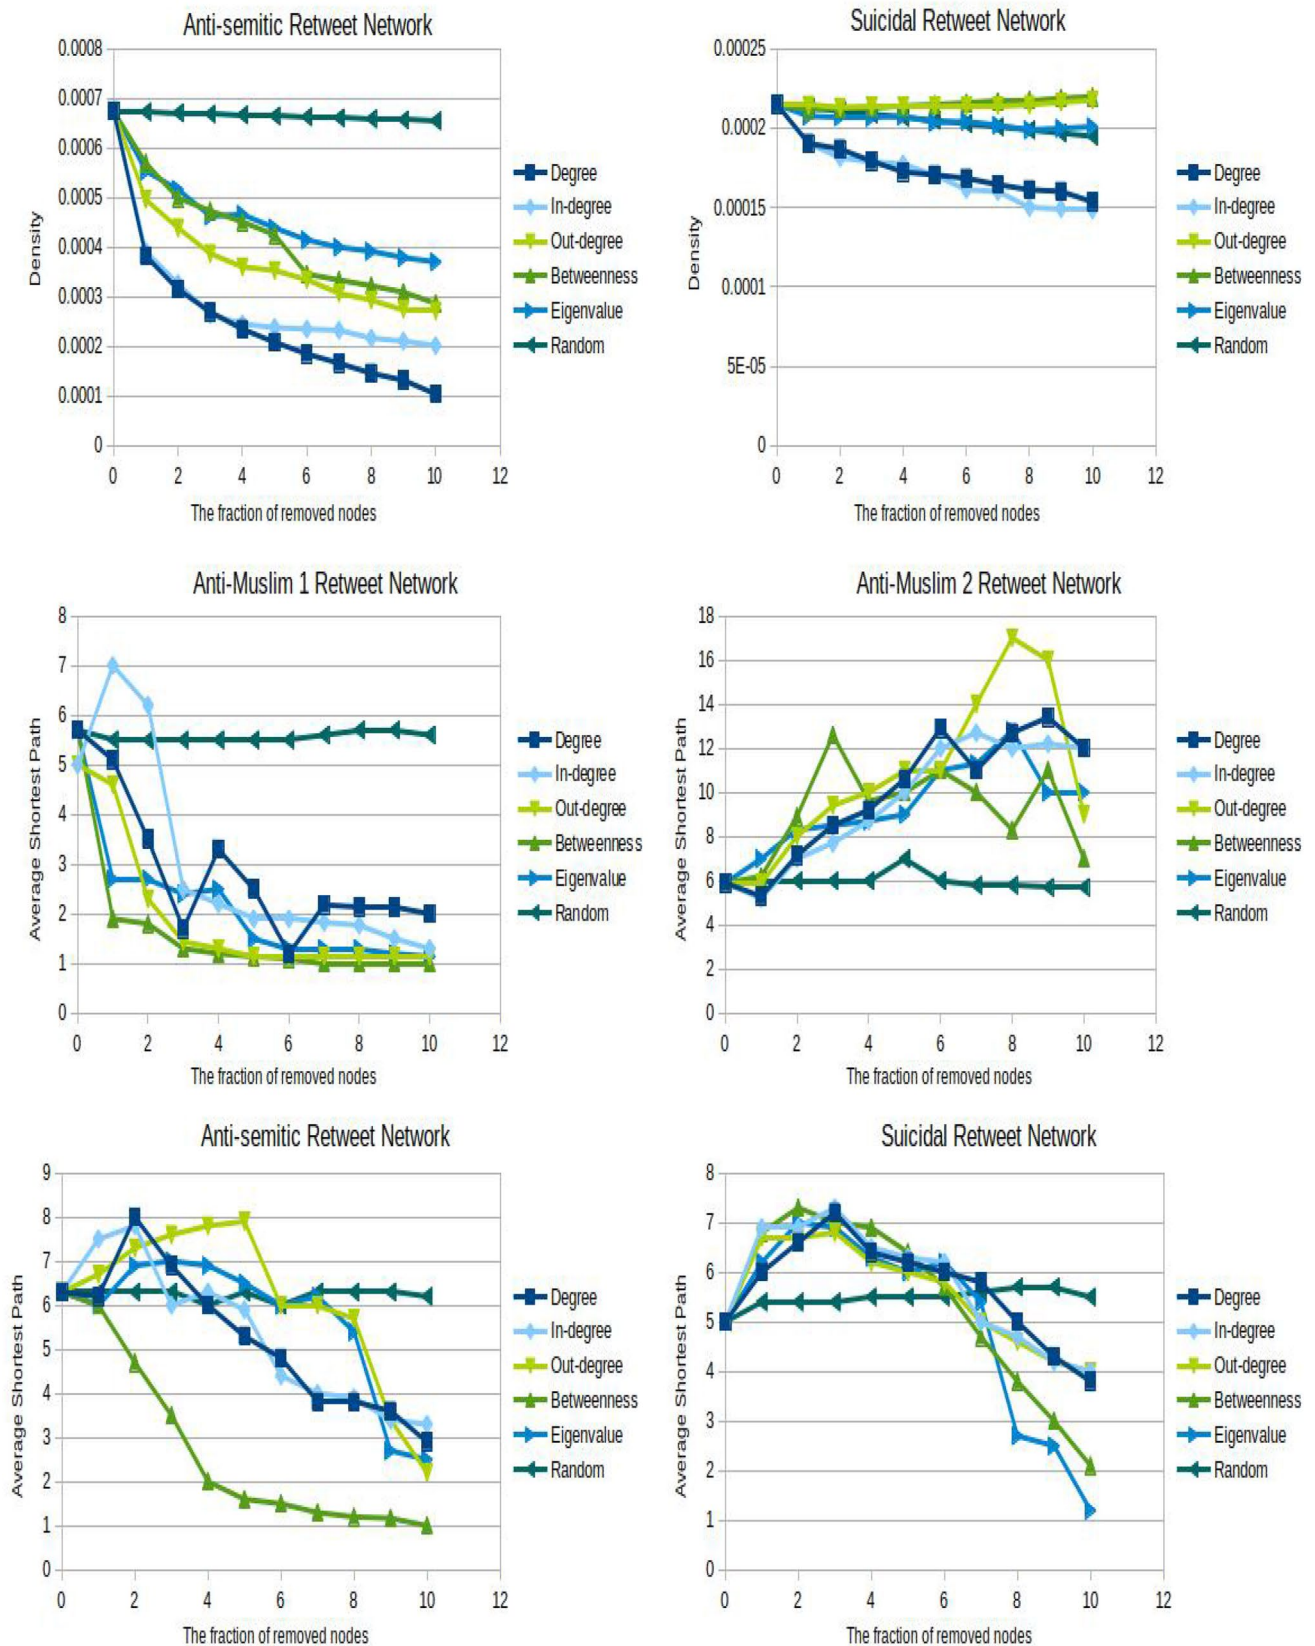 Anti-semitic Retweet Network
0.0008
0.0007
0.0006
0.0005
0.0004
0.0003
0.0002
0.0001
0
Density
0 2 4 6 8 10 12
The fraction of removed nodes
Degree
In-degree
Out-degree
Betweenness
Eigenvalue
Random
Suicidal Retweet Network
0.00025
0.0002
0.00015
0.0001
5E-05
0
Density
0 2 4 6 8 10 12
The fraction of removed nodes
Degree
In-degree
Out-degree
Betweenness
Eigenvalue
Random
Anti-Muslim 1 Retweet Network
8
7
6
5
4
3
2
1
0
Average Shortest Path
0 2 4 6 8 10 12
The fraction of removed nodes
Degree
In-degree
Out-degree
Betweenness
Eigenvalue
Random
Anti-Muslim 2 Retweet Network
18
16
14
12
10
8
6
4
2
0
Average Shortest Path
0 2 4 6 8 10 12
The fraction of removed nodes
Degree
In-degree
Out-degree
Betweenness
Eigenvalue
Random
Anti-semitic Retweet Network
9
8
7
6
5
4
3
2
1
0
Average Shortest Path
0 2 4 6 8 10 12
The fraction of removed nodes
Degree
In-degree
Out-degree
Betweenness
Eigenvalue
Random
Suicidal Retweet Network
8
7
6
5
4
3
2
1
0
Average Shortest Path
0 2 4 6 8 10 12
The fraction of removed nodes
Degree
In-degree
Out-degree
Betweenness
Eigenvalue
Random